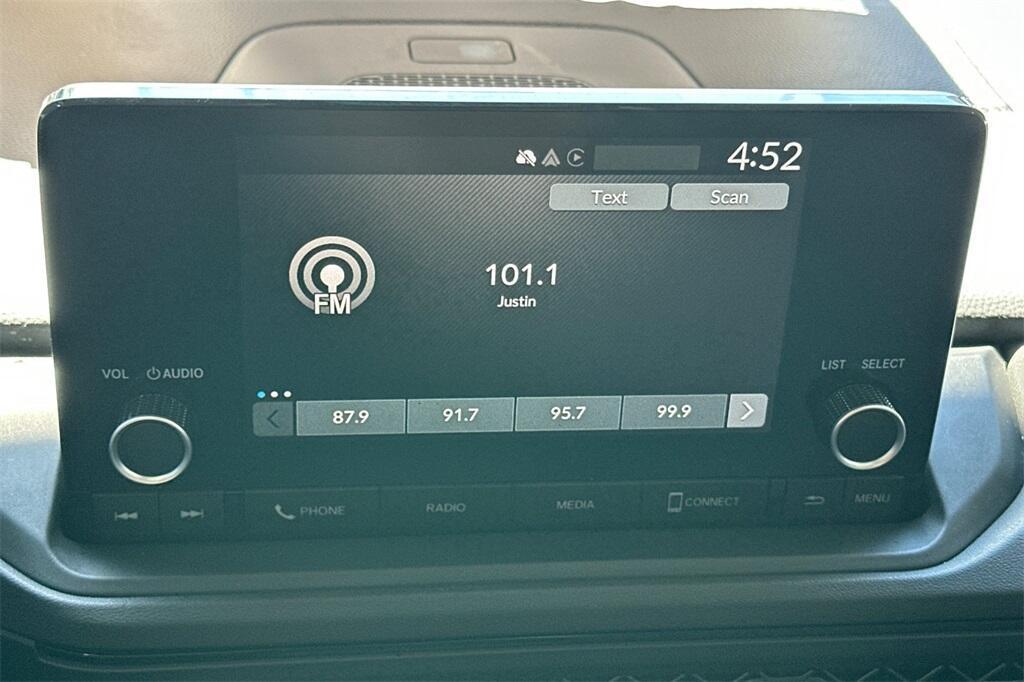 4:52
Text Scan
FM
101.1
Justin
VOL AUDIO
LIST SELECT
87.9 91.7 95.7 99.9
PHONE RADIO MEDIA CONNECT MENU